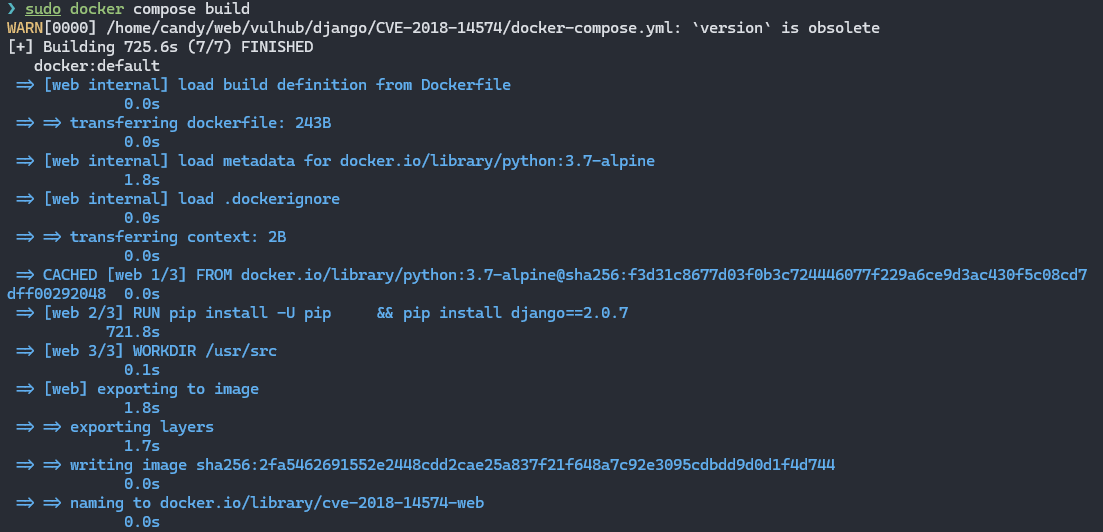 ❯ sudo docker compose build
WARN[0000] /home/candy/web/vulhub/django/CVE-2018-14574/docker-compose.yml: `version` is obsolete
[+] Building 725.6s (7/7) FINISHED
docker:default
=> [web internal] load build definition from Dockerfile
0.0s
=> => transferring dockerfile: 243B
0.0s
=> [web internal] load metadata for docker.io/library/python:3.7-alpine
1.8s
=> [web internal] load .dockerignore
0.0s
=> => transferring context: 2B
0.0s
=> CACHED [web 1/3] FROM docker.io/library/python:3.7-alpine@sha256:f3d31c8677d03f0b3c724446077f229a6ce9d3ac430f5c08cd7
dff00292048  0.0s
=> [web 2/3] RUN pip install -U pip     && pip install django==2.0.7
721.8s
=> [web 3/3] WORKDIR /usr/src
0.1s
=> [web] exporting to image
1.8s
=> => exporting layers
1.7s
=> => writing image sha256:2fa5462691552e2448cdd2cae25a837f21f648a7c92e3095cdbdd9d0d1f4d744
0.0s
=> => naming to docker.io/library/cve-2018-14574-web
0.0s